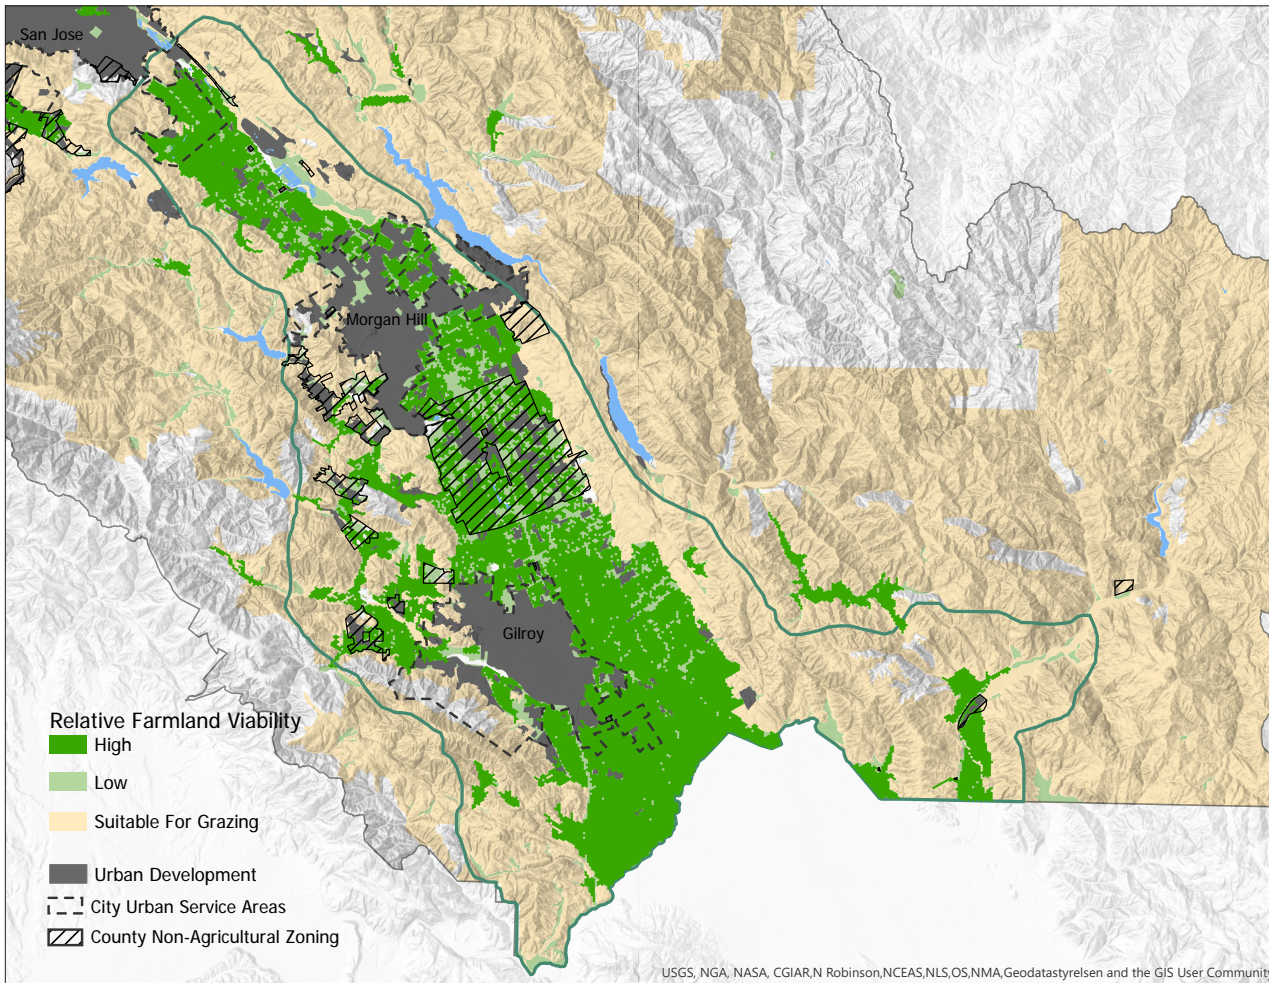 San Jose
Morgan Hill
Gilroy
Relative Farmland Viability
High
Low
Suitable For Grazing
Urban Development
City Urban Service Areas
County Non-Agricultural Zoning
USGS, NGA, NASA, CGIAR,N Robinson,NCEAS,NLS,OS,NMA,Geodatastyrelsen and the GIS User Community